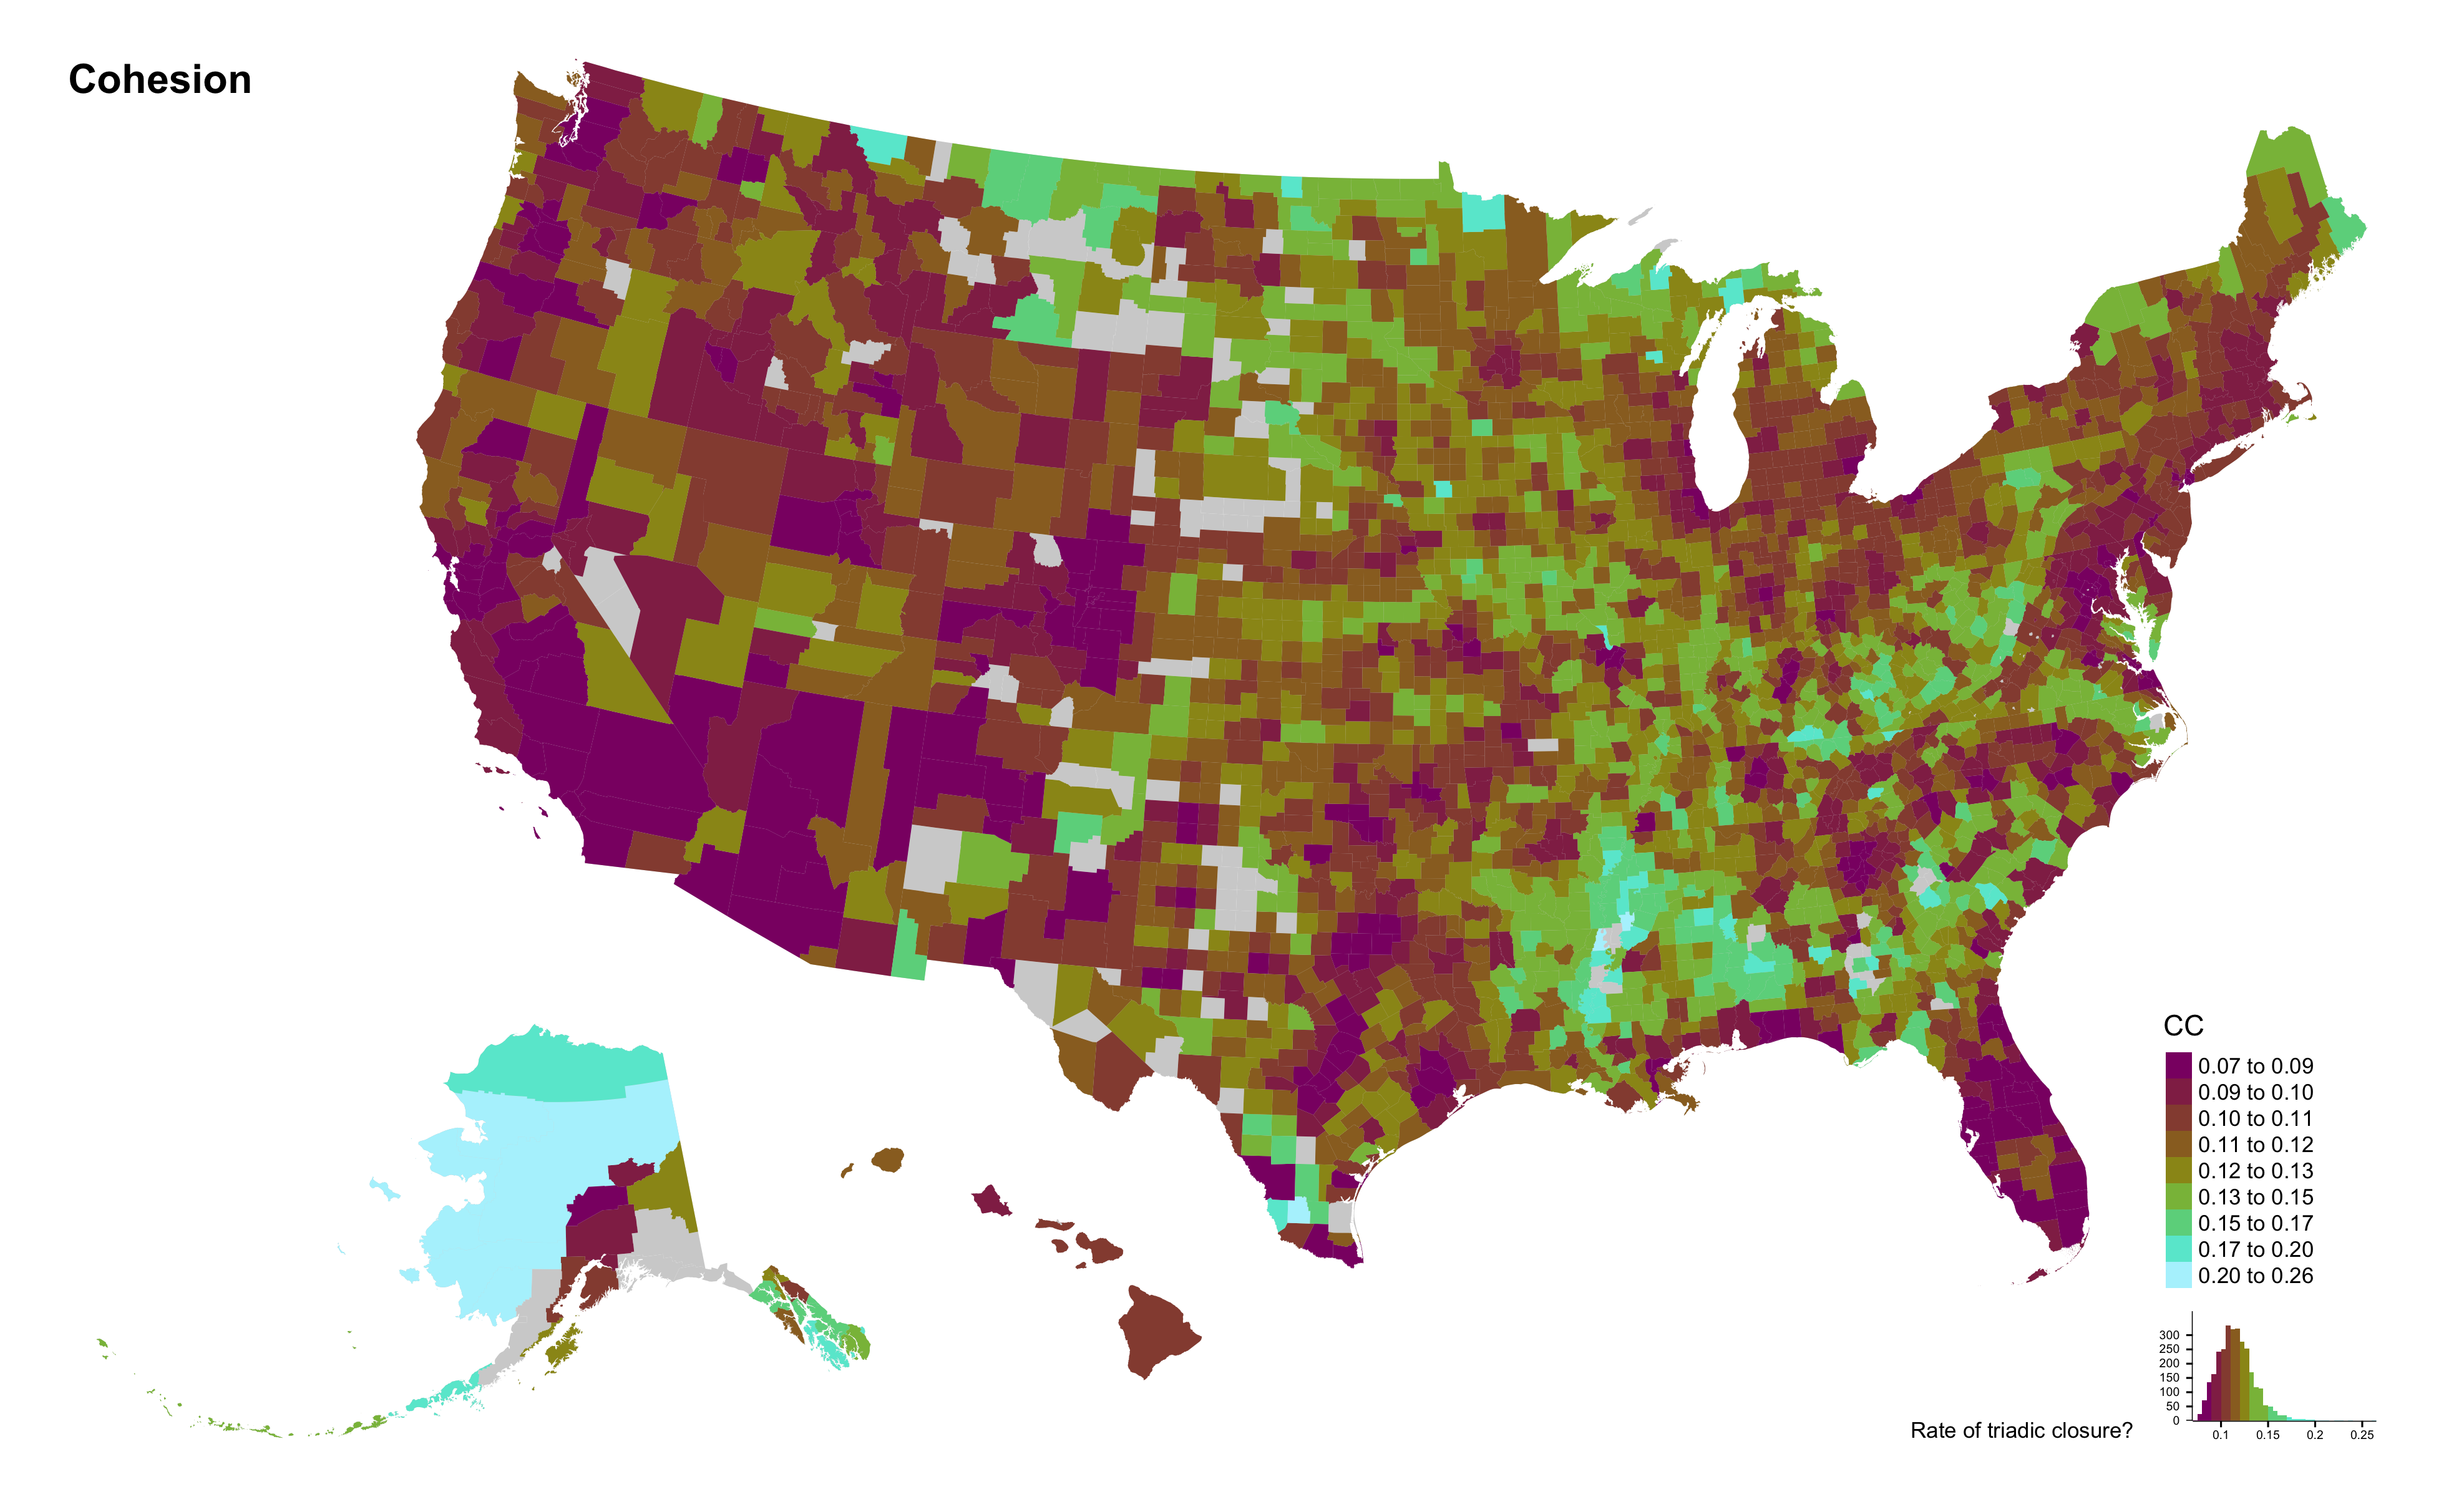 Cohesion
CC
0.07 to 0.09
0.09 to 0.10
0.10 to 0.11
0.11 to 0.12
0.12 to 0.13
0.13 to 0.15
0.15 to 0.17
0.17 to 0.20
0.20 to 0.26
300
250
200
150
100
50
0
0.1 0.15 0.2 0.25
Rate of triadic closure?